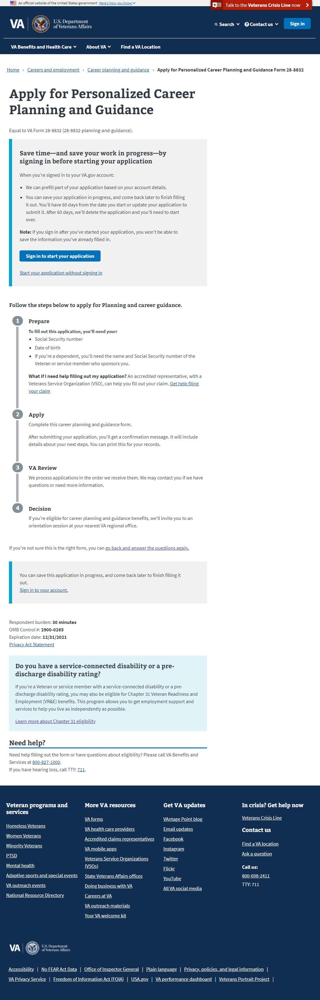 An official website of the United States government Here's how you know
Talk to the Veterans Crisis Line now
VA
U.S. Department
of Veterans Affairs
Search
Contact us
Sign in
VA Benefits and Health Care
About VA
Find a VA Location
Home › Careers and employment › Career planning and guidance › Apply for Personalized Career Planning and Guidance Form 28-8832
Apply for Personalized Career
Planning and Guidance
Equal to VA Form 28-8832 (28-8832-planning-and-guidance).
Save time—and save your work in progress—by
signing in before starting your application
When you’re signed in to your VA.gov account:
We can prefill part of your application based on your account details.
You can save your application in progress, and come back later to finish filling
it out. You’ll have 60 days from the date you start or update your application to
submit it. After 60 days, we’ll delete the application and you’ll need to start
over.
Note: If you sign in after you’ve started your application, you won’t be able to
save the information you’ve already filled in.
Sign in to start your application
Start your application without signing in
Follow the steps below to apply for Planning and career guidance.
1 Prepare
To fill out this application, you’ll need your:
Social Security number
Date of birth
If you're a dependent, you'll need the name and Social Security number of the
Veteran or service member who sponsors you.
What if I need help filling out my application? An accredited representative, with a
Veterans Service Organization (VSO), can help you fill out your claim. Get help filing
your claim
2 Apply
Complete this career planning and guidance form.
After submitting your application, you'll get a confirmation message. It will include
details about your next steps. You can print this for your records.
3 VA Review
We process applications in the order we receive them. We may contact you if we have
questions or need more information.
4 Decision
If you’re eligible for career planning and guidance benefits, we’ll invite you to an
orientation session at your nearest VA regional office.
If you're not sure this is the right form, you can go back and answer the questions again.
You can save this application in progress, and come back later to finish filling it
out.
Sign in to your account.
Respondent burden: 30 minutes
OMB Control #: 2900-0265
Expiration date: 12/31/2021
Privacy Act Statement
Do you have a service-connected disability or a pre-
discharge disability rating?
If you’re a Veteran or service member with a service-connected disability or a pre-
discharge disability rating, you may also be eligible for Chapter 31 Veteran Readiness and
Employment (VR&E) benefits. This program allows you to get employment support and
services to help you live as independently as possible.
Learn more about Chapter 31 eligibility
Need help?
Need help filling out the form or have questions about eligibility? Please call VA Benefits and
Services at 800-827-1000.
If you have hearing loss, call TTY: 711.
Veteran programs and
services
Homeless Veterans
Women Veterans
Minority Veterans
PTSD
Mental health
Adaptive sports and special events
VA outreach events
National Resource Directory
More VA resources
VA forms
VA health care providers
Accredited claims representatives
VA mobile apps
Veterans Service Organizations
(VSOs)
State Veterans Affairs offices
Doing business with VA
Careers at VA
VA outreach materials
Your VA welcome kit
Get VA updates
VAntage Point blog
Email updates
Facebook
Instagram
Twitter
Flickr
YouTube
All VA social media
In crisis? Get help now
Veterans Crisis Line
Contact us
Find a VA location
Ask a question
Call us:
800-698-2411
TTY: 711
VA
U.S. Department
of Veterans Affairs
Accessibility | No FEAR Act Data | Office of Inspector General | Plain language | Privacy, policies, and legal information |
VA Privacy Service | Freedom of Information Act (FOIA) | USA.gov | VA performance dashboard | Veterans Portrait Project |